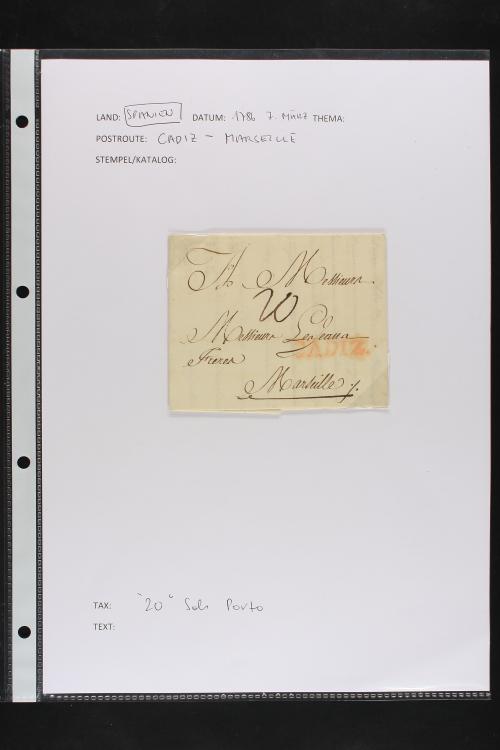 LAND: SPANIEN DATUM: 1786 7. MÄRZ THEMA:
POSTROUTE: CADIZ - MARSEILLE
STEMPEL/KATALOG:
A Messieurs
20
Messieurs
CADIZ.
Freres
Marseille
TAX: "20" Sols Porto
TEXT: